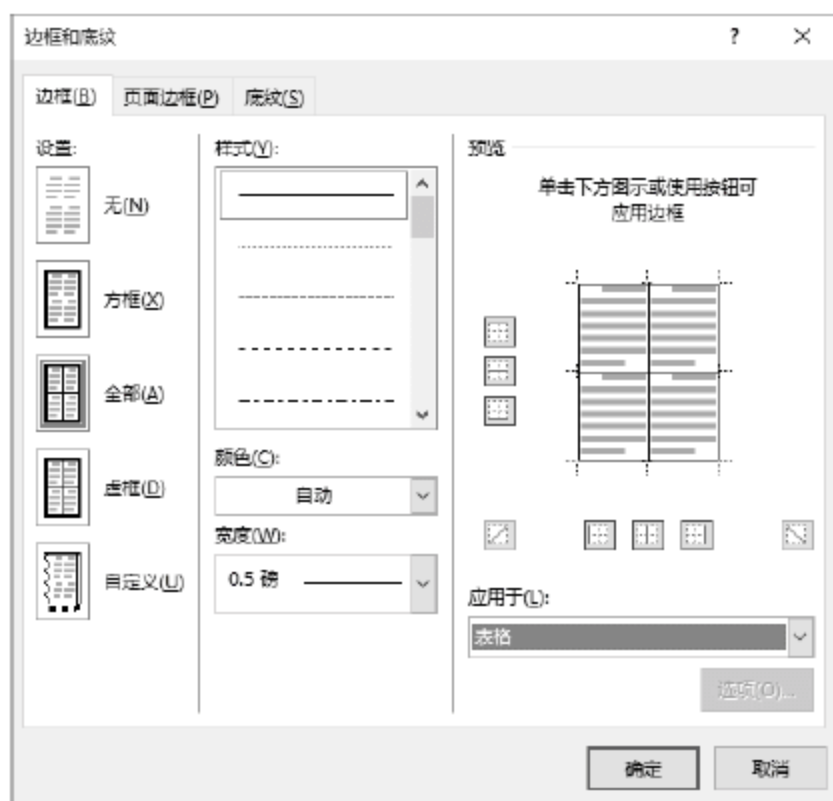 边框和底纹 ? ×
边框(B) 页面边框(P) 底纹(S)
设置:
无(N)
方框(X)
全部(A)
虚框(D)
自定义(U)
样式(Y):
颜色(C):
自动
宽度(W):
0.5 磅
预览
单击下方图示或使用按钮可
应用边框
应用于(L):
表格
选项(O)...
确定 取消